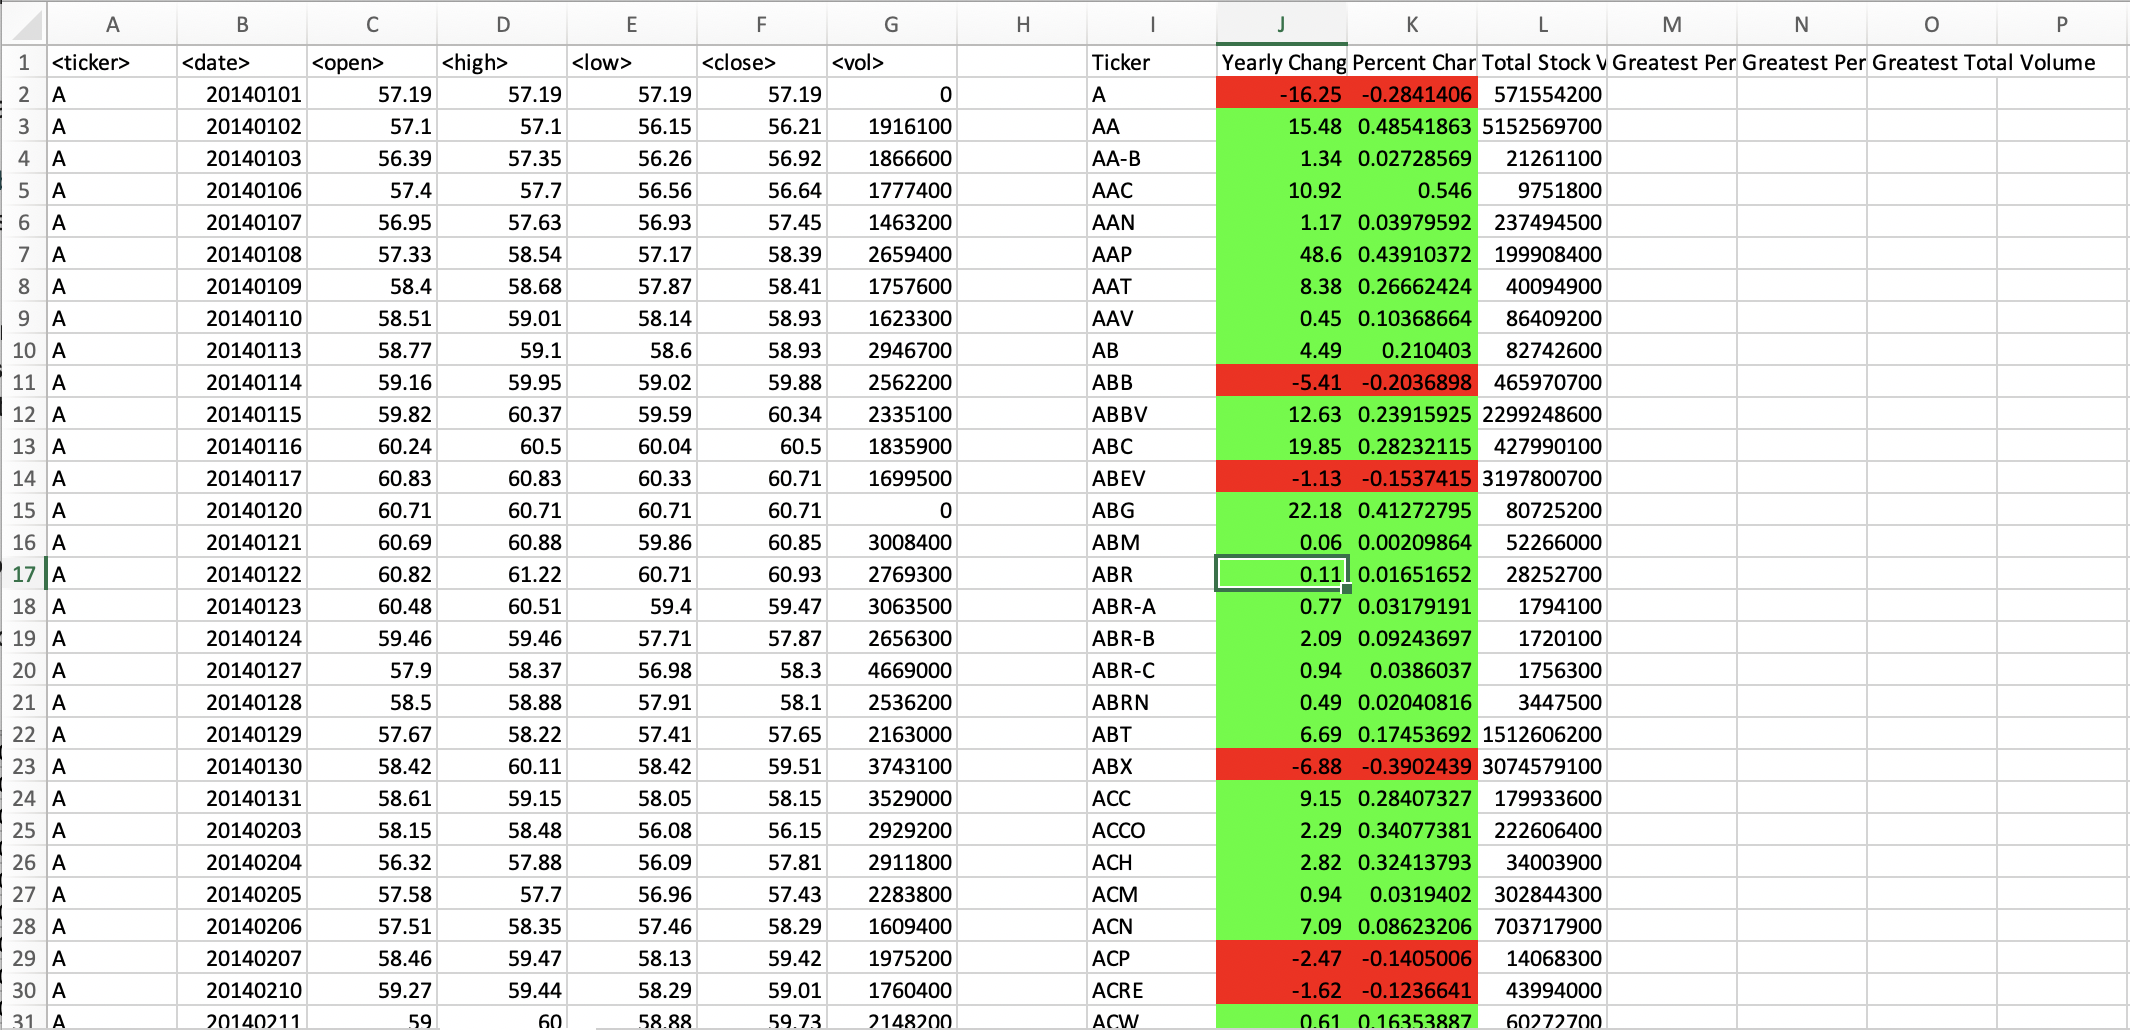 A B C D E F G H I J K L M N O P
1 <ticker> <date> <open> <high> <low> <close> <vol> Ticker Yearly Chang Percent Char Total Stock V Greatest Per Greatest Per Greatest Total Volume
2 A 20140101 57.19 57.19 57.19 57.19 0 A -16.25 -0.2841406 571554200
3 A 20140102 57.1 57.1 56.15 56.21 1916100 AA 15.48 0.48541863 5152569700
4 A 20140103 56.39 57.35 56.26 56.92 1866600 AA-B 1.34 0.02728569 21261100
5 A 20140106 57.4 57.7 56.56 56.64 1777400 AAC 10.92 0.546 9751800
6 A 20140107 56.95 57.63 56.93 57.45 1463200 AAN 1.17 0.03979592 237494500
7 A 20140108 57.33 58.54 57.17 58.39 2659400 AAP 48.6 0.43910372 199908400
8 A 20140109 58.4 58.68 57.87 58.41 1757600 AAT 8.38 0.26662424 40094900
9 A 20140110 58.51 59.01 58.14 58.93 1623300 AAV 0.45 0.10368664 86409200
10 A 20140113 58.77 59.1 58.6 58.93 2946700 AB 4.49 0.210403 82742600
11 A 20140114 59.16 59.95 59.02 59.88 2562200 ABB -5.41 -0.2036898 465970700
12 A 20140115 59.82 60.37 59.59 60.34 2335100 ABBV 12.63 0.23915925 2299248600
13 A 20140116 60.24 60.5 60.04 60.5 1835900 ABC 19.85 0.28232115 427990100
14 A 20140117 60.83 60.83 60.33 60.71 1699500 ABEV -1.13 -0.1537415 3197800700
15 A 20140120 60.71 60.71 60.71 60.71 0 ABG 22.18 0.41272795 80725200
16 A 20140121 60.69 60.88 59.86 60.85 3008400 ABM 0.06 0.00209864 52266000
17 A 20140122 60.82 61.22 60.71 60.93 2769300 ABR 0.11 0.01651652 28252700
18 A 20140123 60.48 60.51 59.4 59.47 3063500 ABR-A 0.77 0.03179191 1794100
19 A 20140124 59.46 59.46 57.71 57.87 2656300 ABR-B 2.09 0.09243697 1720100
20 A 20140127 57.9 58.37 56.98 58.3 4669000 ABR-C 0.94 0.0386037 1756300
21 A 20140128 58.5 58.88 57.91 58.1 2536200 ABRN 0.49 0.02040816 3447500
22 A 20140129 57.67 58.22 57.41 57.65 2163000 ABT 6.69 0.17453692 1512606200
23 A 20140130 58.42 60.11 58.42 59.51 3743100 ABX -6.88 -0.3902439 3074579100
24 A 20140131 58.61 59.15 58.05 58.15 3529000 ACC 9.15 0.28407327 179933600
25 A 20140203 58.15 58.48 56.08 56.15 2929200 ACCO 2.29 0.34077381 222606400
26 A 20140204 56.32 57.88 56.09 57.81 2911800 ACH 2.82 0.32413793 34003900
27 A 20140205 57.58 57.7 56.96 57.43 2283800 ACM 0.94 0.0319402 302844300
28 A 20140206 57.51 58.35 57.46 58.29 1609400 ACN 7.09 0.08623206 703717900
29 A 20140207 58.46 59.47 58.13 59.42 1975200 ACP -2.47 -0.1405006 14068300
30 A 20140210 59.27 59.44 58.29 59.01 1760400 ACRE -1.62 -0.1236641 43994000
31 A 20140211 59 60 58.88 59.73 2148200 ACW 0.61 0.16353887 60272700